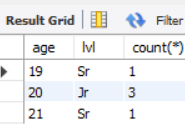 Result Grid Filter
age lvl count(*)
19 Sr 1
20 Jr 3
21 Sr 1